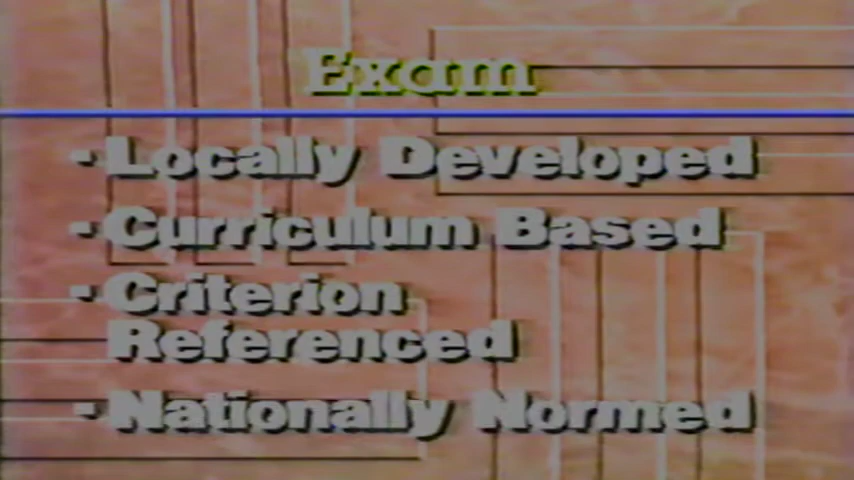 Exam
- Locally Developed
- Curriculum Based
- Criterion
Referenced
- Nationally Normed